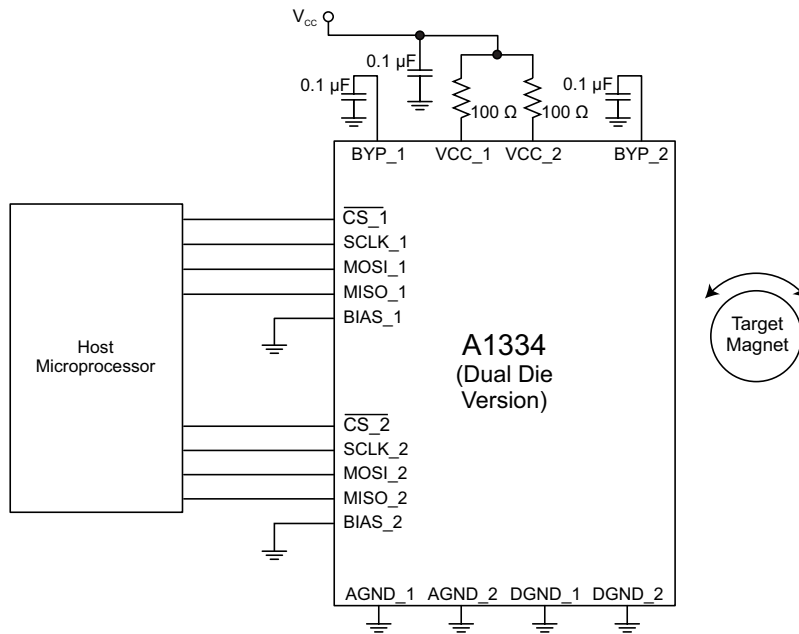 VCC
0.1 µF
0.1 µF
0.1 µF
100 Ω
100 Ω
BYP_1
VCC_1
VCC_2
BYP_2
CS_1
SCLK_1
MOSI_1
MISO_1
BIAS_1
Host
Microprocessor
A1334
(Dual Die
Version)
Target
Magnet
CS_2
SCLK_2
MOSI_2
MISO_2
BIAS_2
AGND_1
AGND_2
DGND_1
DGND_2